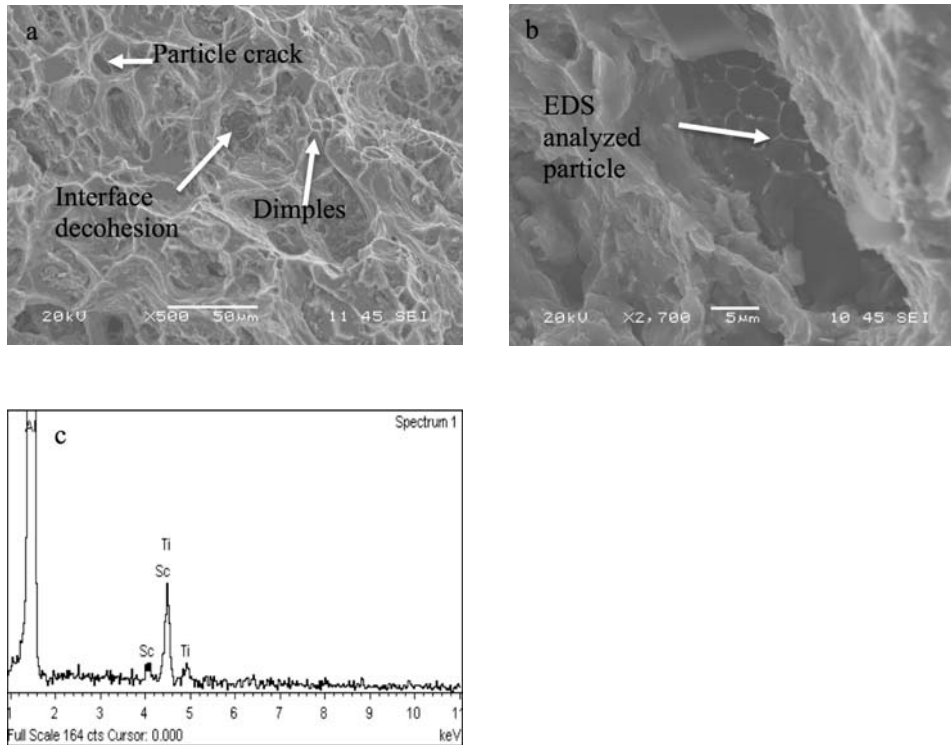 a
Particle crack
Interface
decohesion
Dimples
20kV X500 50μm 11 45 SEI
b
EDS
analyzed
particle
20kV X2,700 5μm 10 45 SEI
c
Spectrum 1
Al
Ti
Sc
Sc
Ti
1 2 3 4 5 6 7 8 9 10 11
Full Scale 164 cts Cursor: 0.000 keV